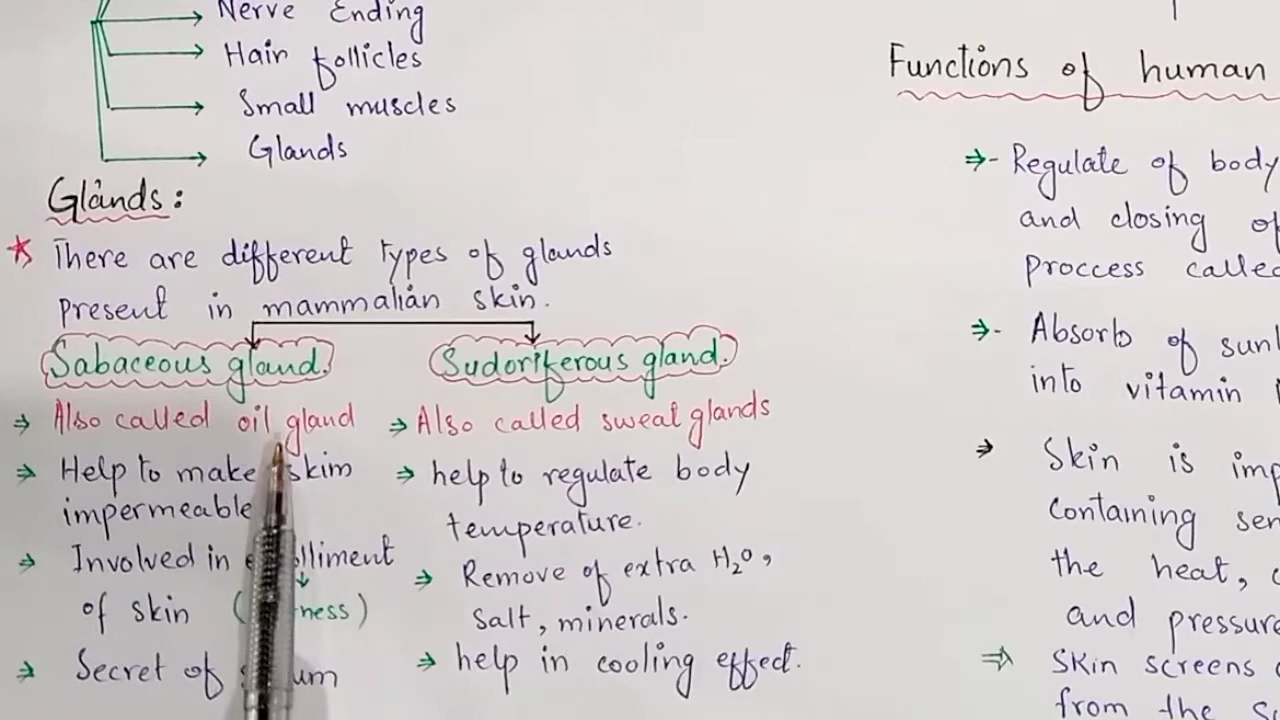 Nerve Ending
Hair follicles
Small muscles
Glands
Glands:
There are different types of glands
present in mammalian skin.
Sabaceous gland.
Also called oil gland
Help to make skim
impermeable
Involved in
of skin
Secret of
Sudoriferous gland.
Also called sweat glands
help to regulate body
temperature.
Remove of extra H₂O,
Salt, minerals.
help in cooling effect.
Functions of human
Regulate of body
and closing of
proccess called
Absorb of sunl
into vitamin
Skin is imp
containing sen
the heat,
and pressure
Skin screens
from the S